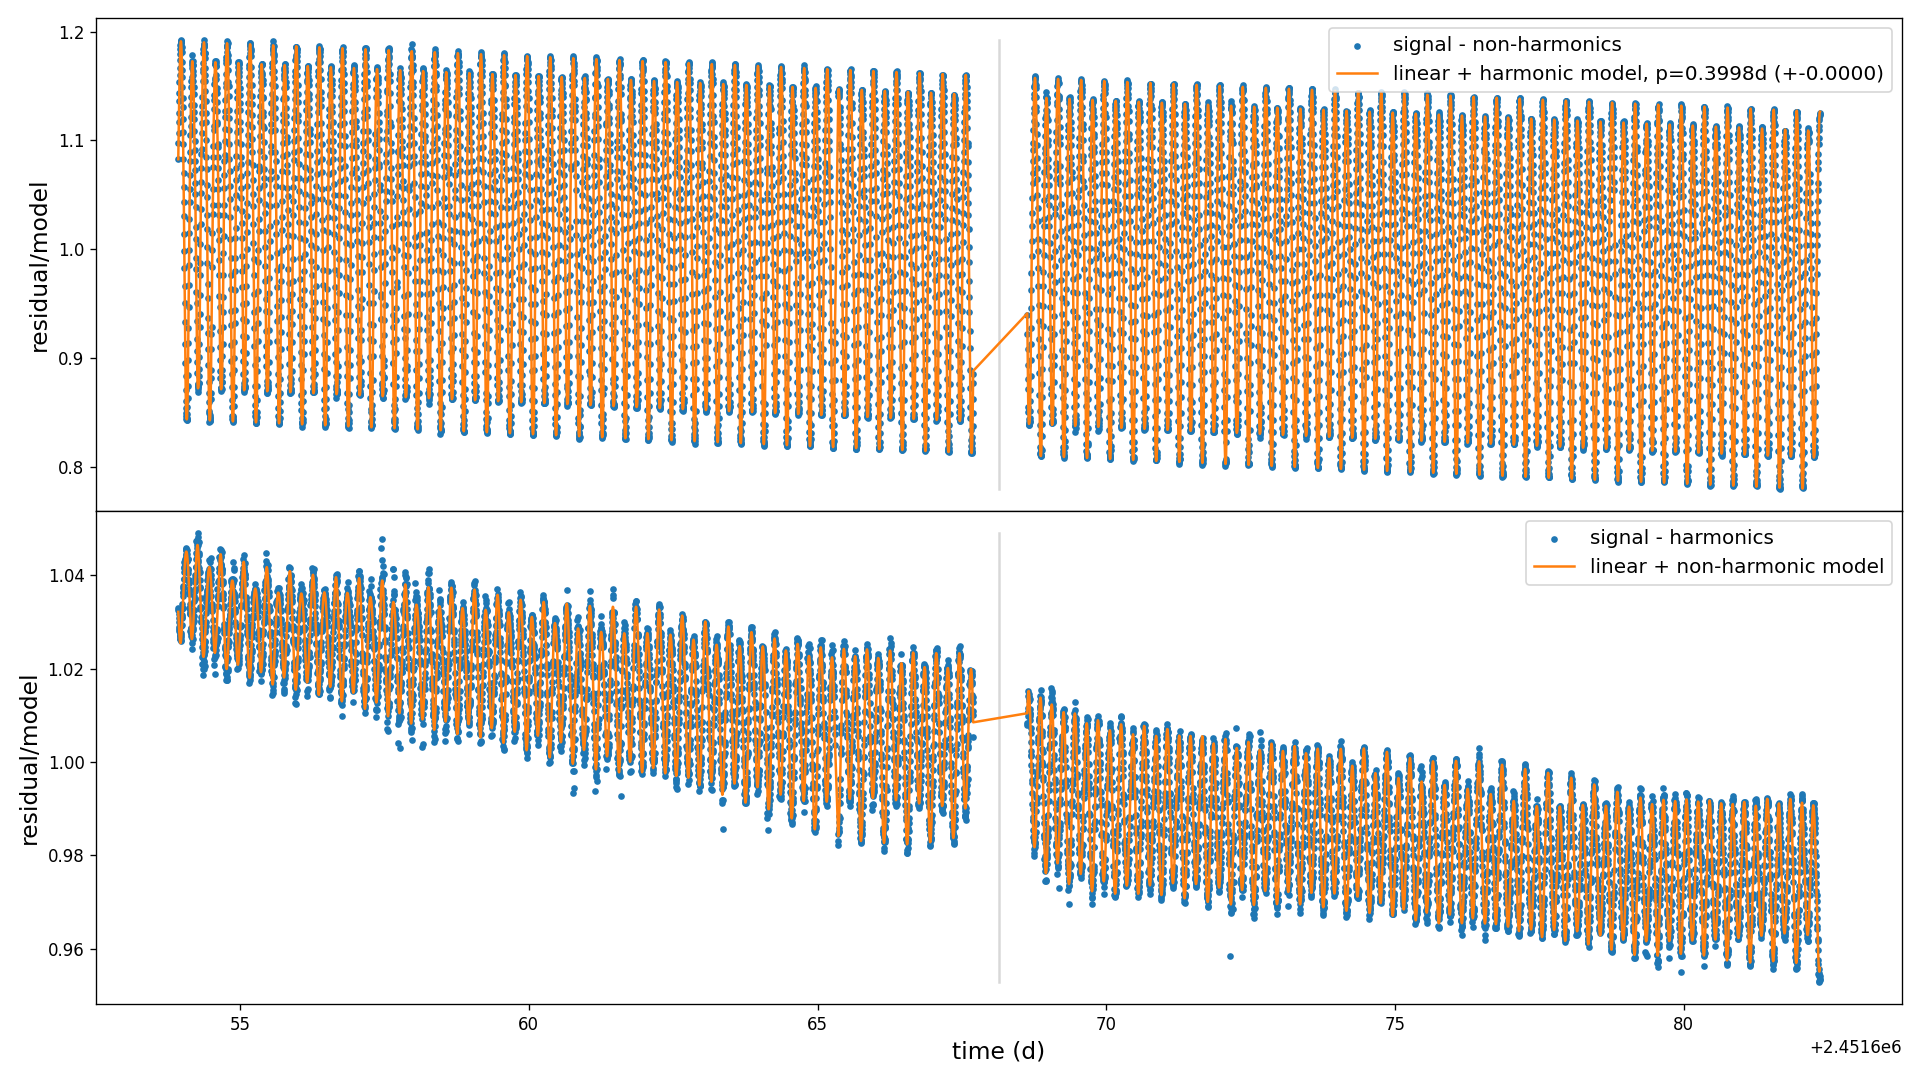 signal - non-harmonics
linear + harmonic model, p=0.3998d (+-0.0000)
1.2
1.1
1.0
0.9
0.8
residual/model
signal - harmonics
linear + non-harmonic model
1.04
1.02
1.00
0.98
0.96
residual/model
55
60
65
70
75
80
time (d)
+2.4516e6